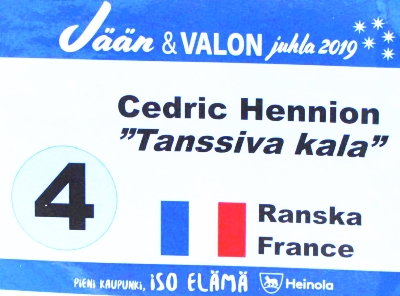 Jään & VALON juhla 2019
Cedric Hennion
”Tanssiva kala”
4
Ranska
France
PIENI KAUPUNKI, ISO ELÄMÄ Heinola